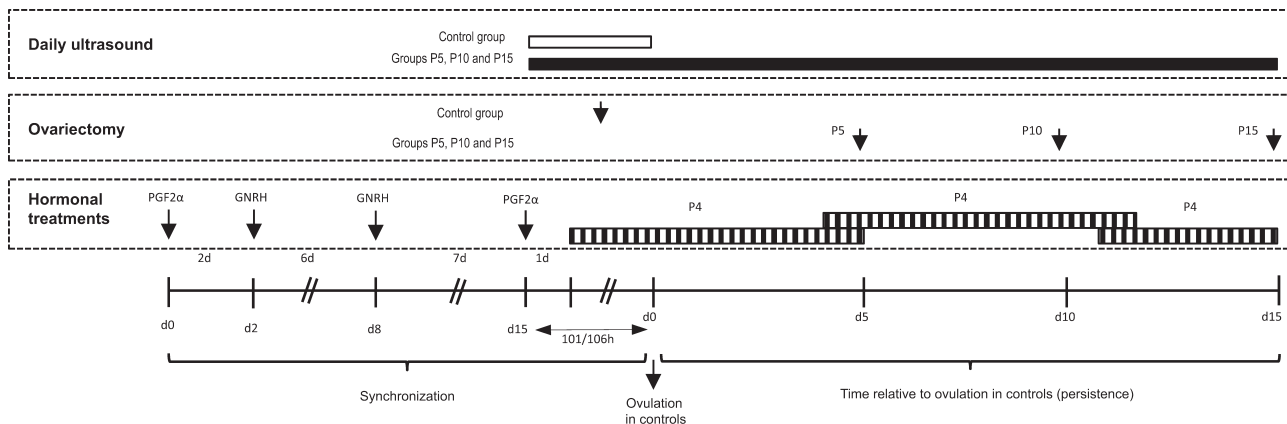 Daily ultrasound
Control group
Groups P5, P10 and P15
Ovariectomy
Control group
Groups P5, P10 and P15
P5
P10
P15
Hormonal
treatments
PGF2α
GNRH
GNRH
PGF2α
P4
P4
P4
2d
6d
7d
1d
d0
d2
d8
d15
101/106h
d0
d5
d10
d15
Synchronization
Ovulation
in controls
Time relative to ovulation in controls (persistence)